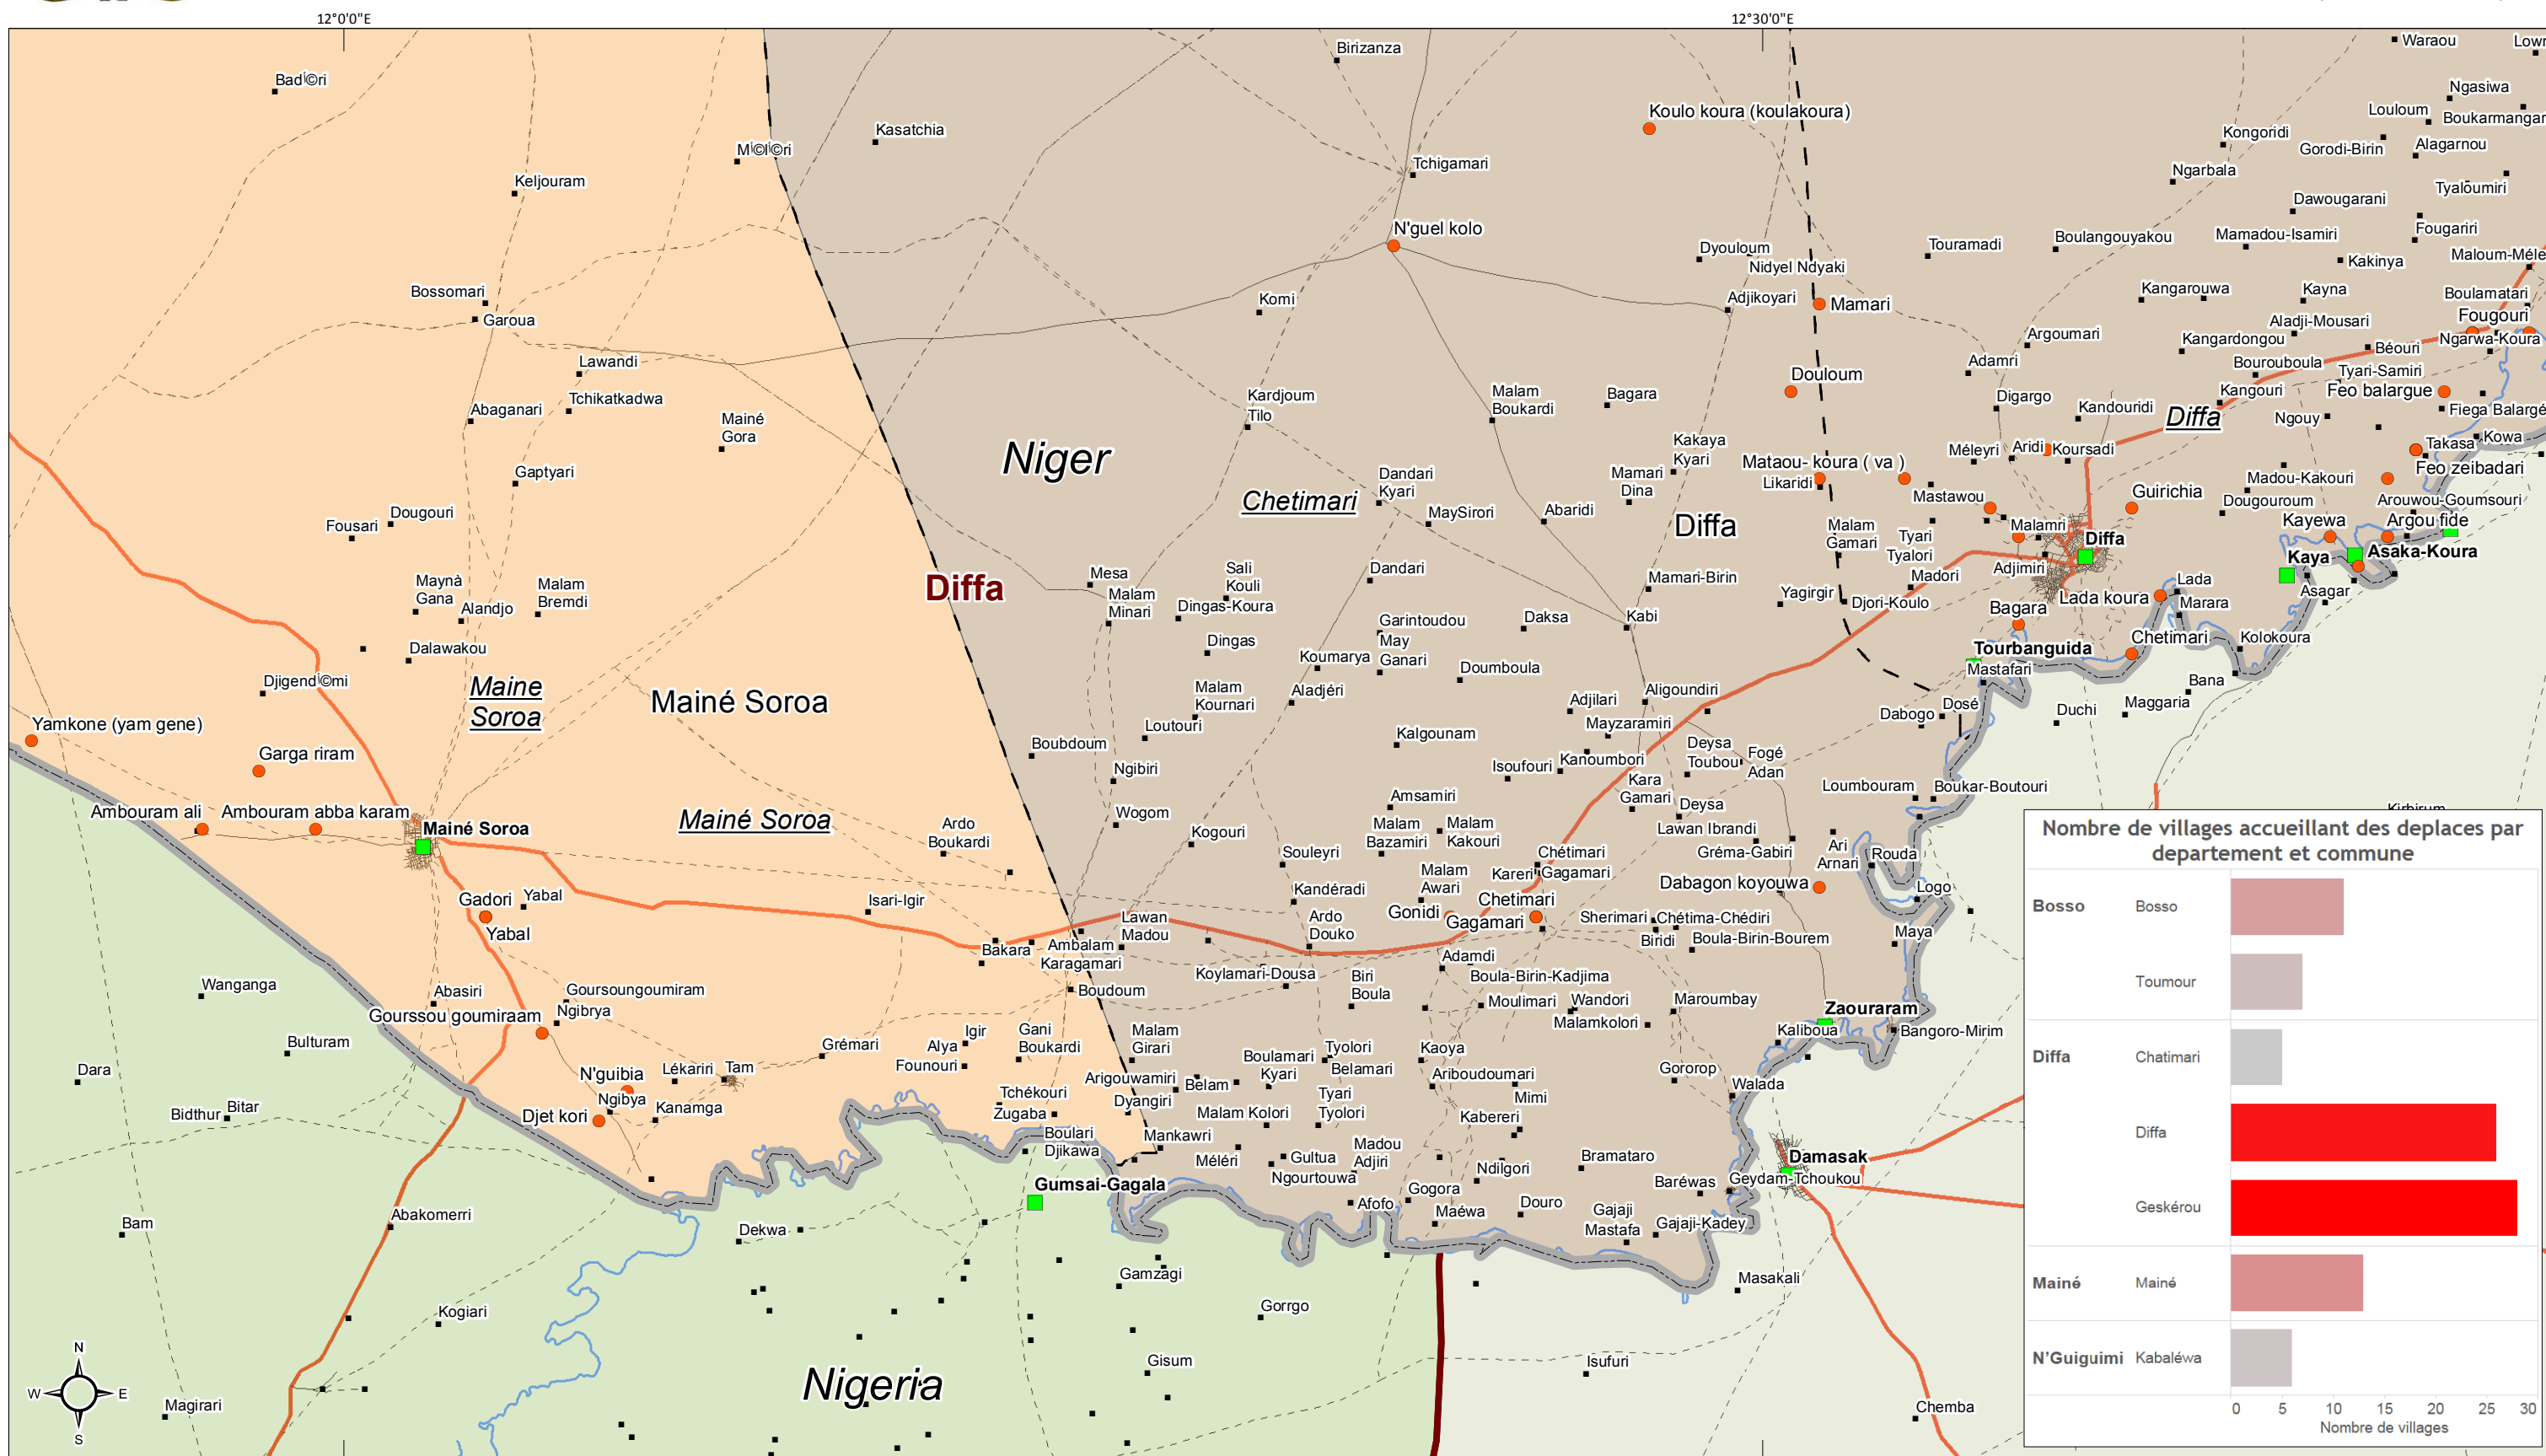 12°0'0"E
12°30'0"E
Birizanza
Waraou
Bad©ri
Ngasiwa
Kasatchia
Koulo koura (koulakoura)
Louloum
Kongoridi
M©l©ri
Gorodi-Birin
Alagarnou
Tchigamari
Ngarbala
Keljouram
Tyaloumiri
Dawougarani
N'guel kolo
Fougariri
Mamadou-Isamiri
Touramadi
Boulangouyakou
Dyouloum
Nidyel Ndyaki
Kakinya
Bossomari
Komi
Adjikoyari
Mamari
Kangarouwa
Kayna
Boulamatari
Garoua
Aladji-Mousari
Fougouri
Argoumari
Kangardongou
Béouri
Ngarwa-Koura
Lawandi
Adamri
Bourouboula
Tyari-Samiri
Douloum
Kangouri
Feo balargue
Tchikatkadwa
Kardjoum
Tilo
Malam
Boukardi
Bagara
Digargo
Kandouridi
Diffa
Ngouy
Fiega Balargé
Abaganari
Mainé
Gora
Niger
Kakaya
Kyari
Méleyri
Aridi
Koursadi
Takasa
Kowa
Gaptyari
Dandari
Kyari
Mamari
Dina
Mataou- koura ( va )
Likaridi
Feo zeibadari
Madou-Kakouri
Chetimari
Mastawou
Guirichia
Dougouroum
Arouwou-Goumsouri
Dougouri
Fousari
MaySirori
Abaridi
Diffa
Malam
Gamari
Tyari
Tyalori
Malamri
Kayewa
Argou fide
Diffa
Kaya
Asaka-Koura
Maynà
Gana
Malam
Bremdi
Diffa
Mesa
Sali
Kouli
Dandari
Mamari-Birin
Adjimiri
Madori
Lada
Alandjo
Malam
Minari
Dingas-Koura
Yagirgir
Djori-Koulo
Bagara
Lada koura
Marara
Asagar
Garintoudou
Daksa
Kabi
Dalawakou
Dingas
May
Ganari
Tourbanguida
Chetimari
Kolokoura
Koumarya
Doumboula
Mastafari
Djigend©mi
Maine
Soroa
Mainé Soroa
Malam
Kournari
Aladjéri
Adjilari
Aligoundiri
Bana
Maggaria
Yamkone (yam gene)
Loutouri
Mayzaramiri
Dabogo
Dosé
Duchi
Garga riram
Boubdoum
Kalgounam
Deysa
Toubou
Fogé
Adan
Ngibiri
Isoufouri
Kanoumbori
Kara
Gamari
Loumbouram
Boukar-Boutouri
Ambouram ali
Ambouram abba karam
Amsamiri
Deysa
Mainé Soroa
Mainé Soroa
Ardo
Boukardi
Wogom
Kogouri
Malam
Bazamiri
Malam
Kakouri
Lawan Ibrandi
Gréma-Gabiri
Ari
Arnari
Rouda
Souleyri
Chétimari
Malam
Awari
Kareri
Gagamari
Dabagon koyouwa
Logo
Gadori
Yabal
Yabal
Isari-Igir
Kandéradi
Chetimari
Gonidi
Gagamari
Sherimari
Chétima-Chédiri
Lawan
Madou
Ardo
Douko
Biridi
Boula-Birin-Bourem
Maya
Bakara
Ambalam
Karagamari
Adamdi
Koylamari-Dousa
Biri
Boula
Boula-Birin-Kadjima
Wanganga
Abasiri
Goursoungoumiram
Boudoum
Moulimari
Wandori
Maroumbay
Gourssou goumiraam
Ngibrya
Malamkolori
Zaouraram
Kaliboua
Bangoro-Mirim
Bulturam
Grémari
Igir
Alya
Founouri
Gani
Boukardi
Malam
Girari
Boulamari
Kyari
Tyolori
Belamari
Kaoya
Dara
N'guibia
Lékariri
Tam
Arigouwamiri
Belam
Ariboudoumari
Gororop
Walada
Ngibya
Kanamga
Tchékouri
Zugaba
Dyangiri
Tyari
Tyolori
Mimi
Bidthur
Bitar
Djet kori
Malam Kolori
Kabereri
Boulari
Djikawa
Mankawri
Méléri
Gultua
Ngourtouwa
Madou
Adjiri
Ndilgori
Bramataro
Damasak
Geydam-Tchoukou
Gumsai-Gagala
Baréwas
Gogora
Afofo
Maéwa
Douro
Gajaji
Mastafa
Gajaji-Kadey
Bam
Abakomerri
Dekwa
Gamzagi
Masakali
Kogiari
Gorrgo
Nigeria
Gisum
Isufuri
Magirari
Chemba
N
W
E
S
Nombre de villages accueillant des deplaces par
departement et commune
Bosso Bosso
Toumour
Diffa Chatimari
Diffa
Geskérou
Mainé Mainé
N'Guiguimi Kabaléwa
0 5 10 15 20 25 30
Nombre de villages